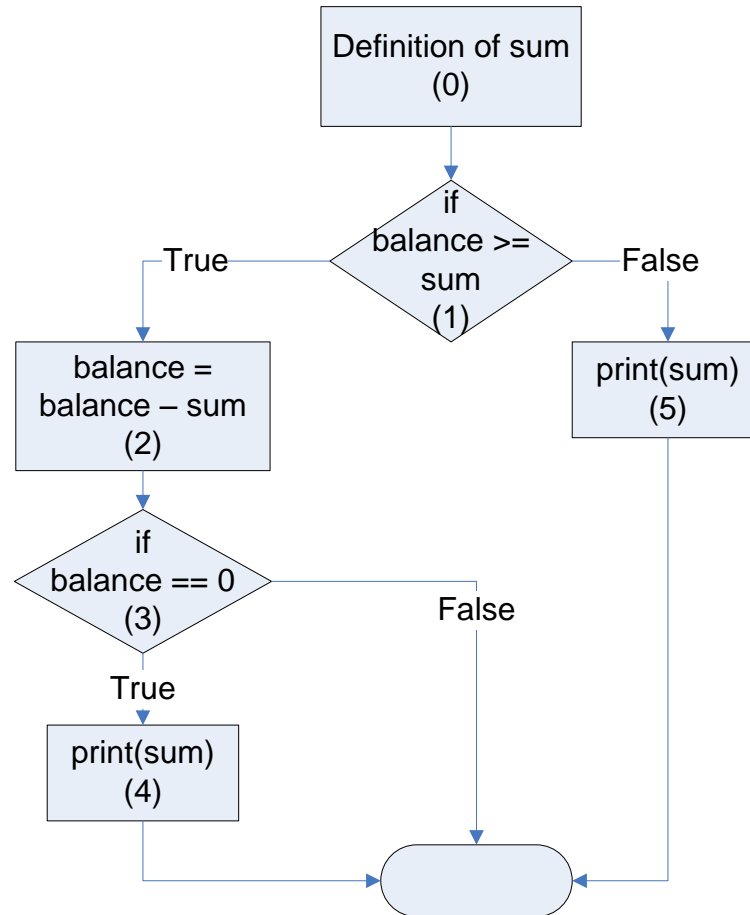 Definition of sum
(0)
if
balance >=
sum
(1)
True
False
balance =
balance – sum
(2)
print(sum)
(5)
if
balance == 0
(3)
False
True
print(sum)
(4)